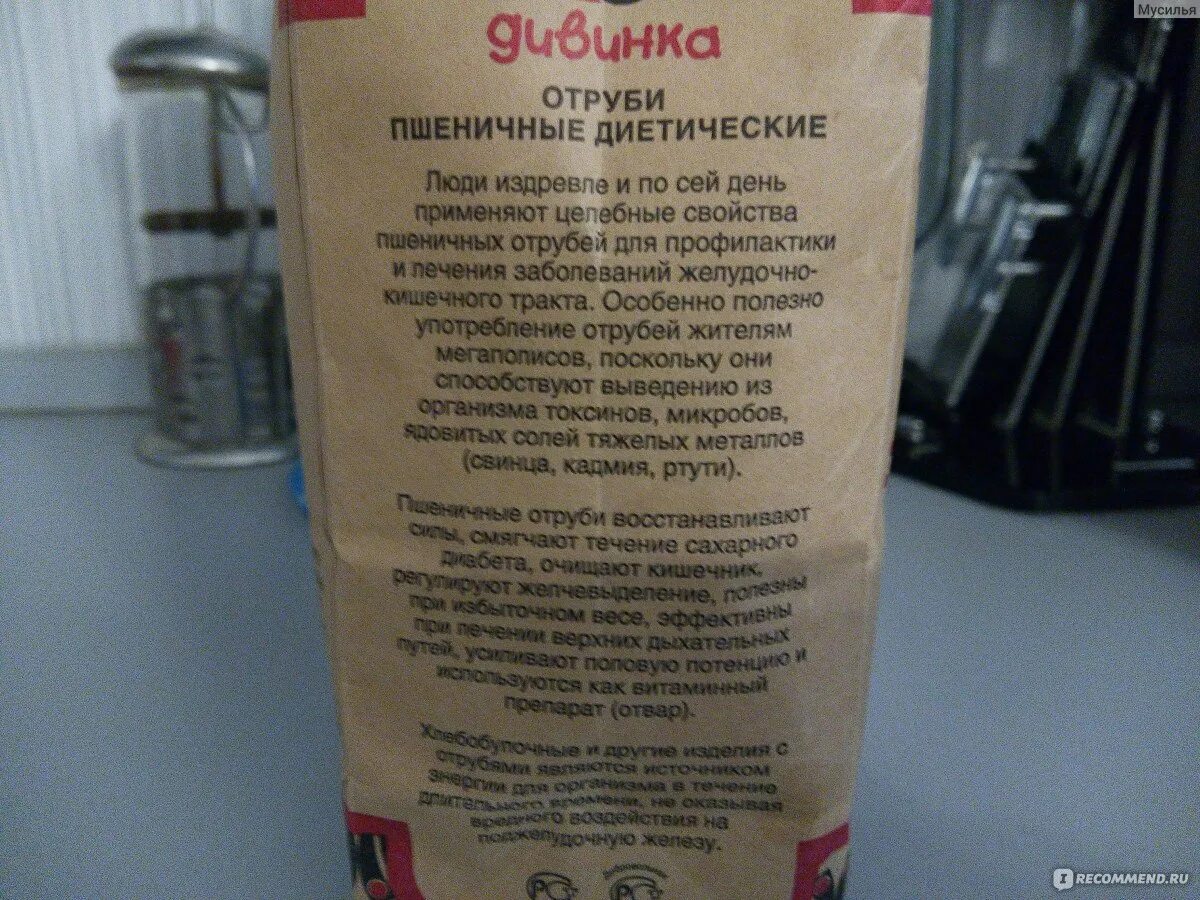 Мусилья
дивинка
ОТРУБИ
ПШЕНИЧНЫЕ ДИЕТИЧЕСКИЕ
Люди издревле и по сей день
применяют целебные свойства
пшеничных отрубей для профилактики
и лечения заболеваний желудочно-
кишечного тракта. Особенно полезно
употребление отрубей жителям
мегаполисов, поскольку они
способствуют выведению из
организма токсинов, микробов,
ядовитых солей тяжелых металлов
(свинца, кадмия, ртути).
Пшеничные отруби восстанавливают
силы, смягчают течение сахарного
диабета, очищают кишечник,
регулируют желчевыделение, полезны
при избыточном весе, эффективны
при лечении верхних дыхательных
путей, усиливают половую потенцию и
используются как витаминный
препарат (отвар).
Хлебобулочные и другие изделия с
отрубями являются источником
энергии для организма в течение
длительного времени, не оказывая
вредного воздействия на
поджелудочную железу.
РС
РС
RECOMMEND.RU